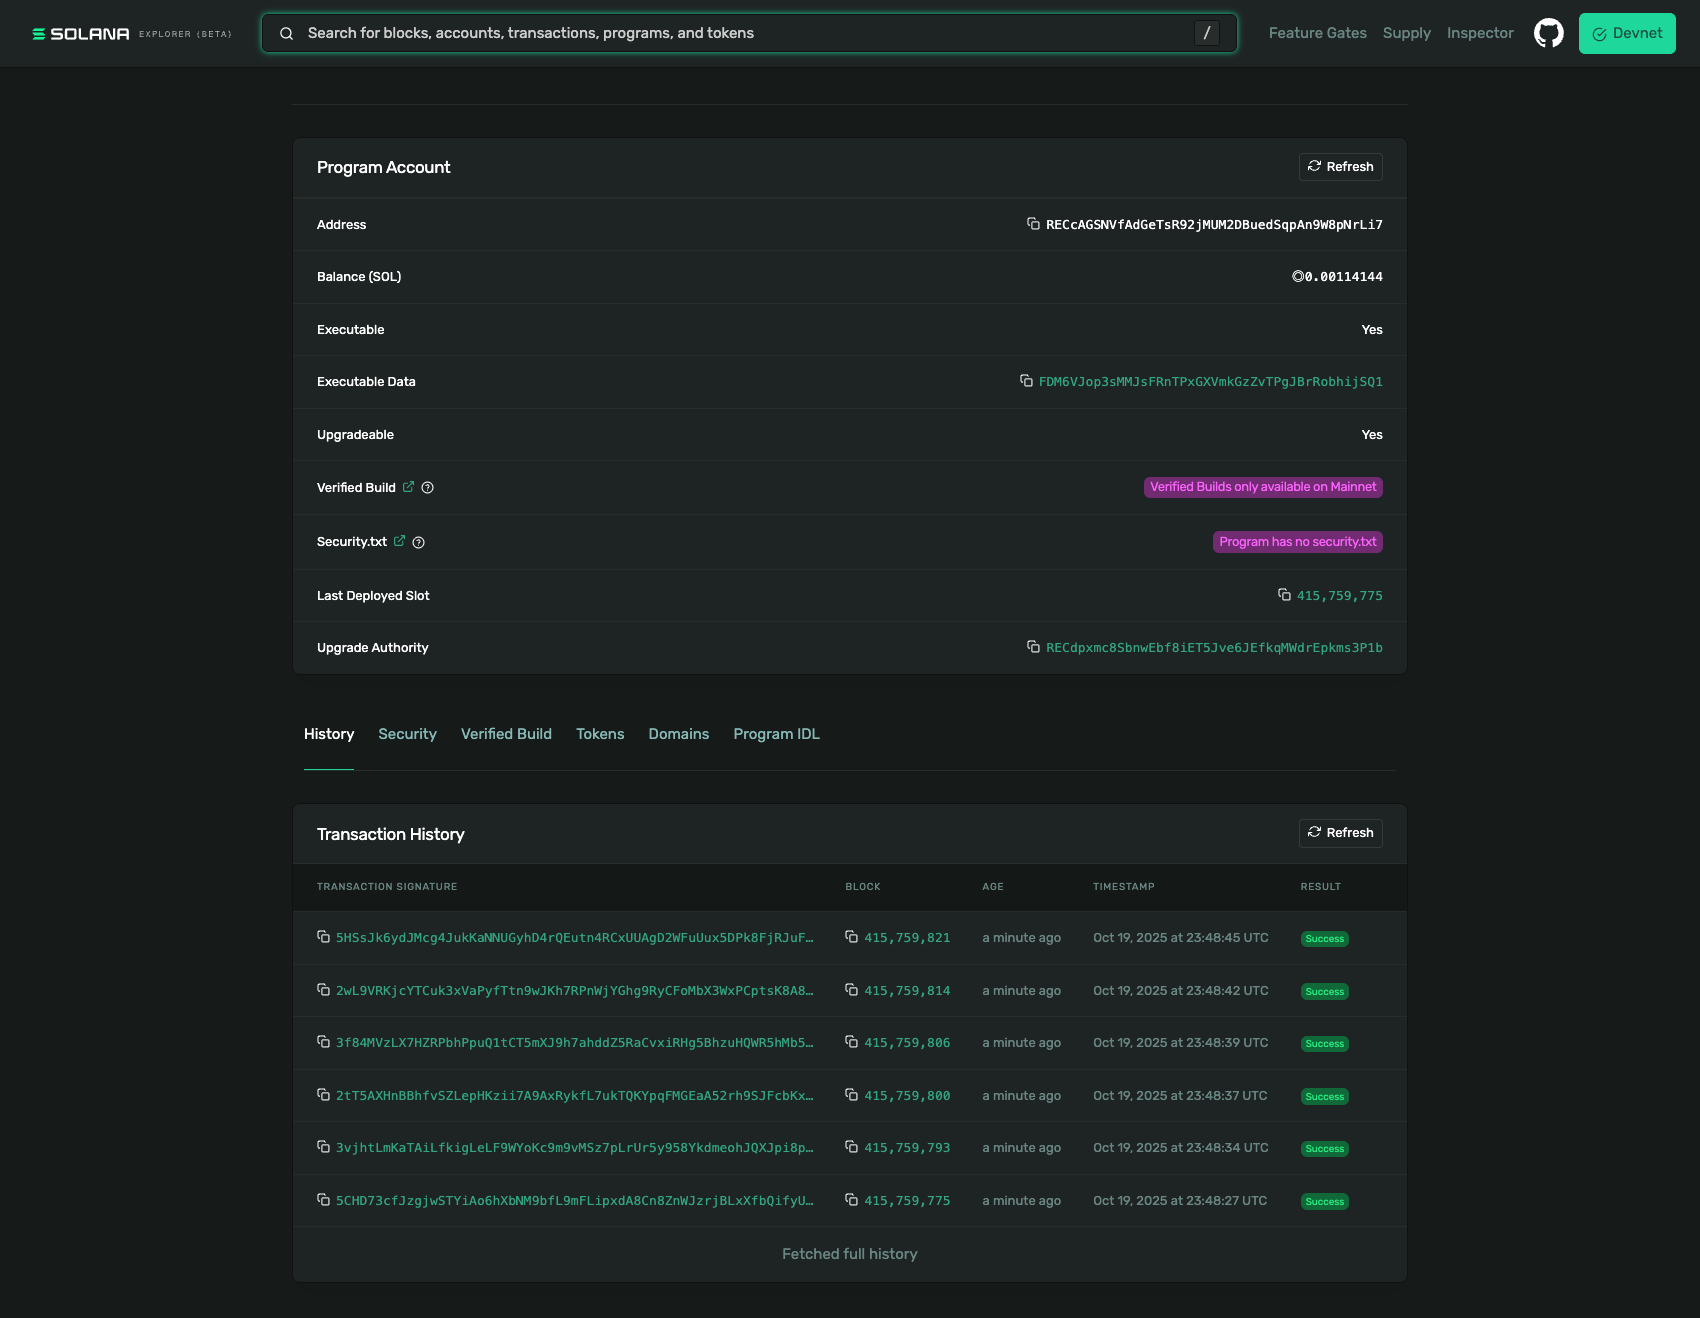 SOLANA EXPLORER (BETA)
Search for blocks, accounts, transactions, programs, and tokens /
Feature Gates Supply Inspector Devnet
Program Account Refresh
Address RECcAGSNVfAdGeTsR92jMUM2DBuedSqpAn9W8pNrLi7
Balance (SOL) ◎0.00114144
Executable Yes
Executable Data FDM6VJop3sMMJsFRnTPxGXVmkGzZvTPgJBrRobhijSQ1
Upgradeable Yes
Verified Build Verified Builds only available on Mainnet
Security.txt Program has no security.txt
Last Deployed Slot 415,759,775
Upgrade Authority RECdpxmc8SbnwEbf8iET5Jve6JEfkqMWdrEpkms3P1b
History Security Verified Build Tokens Domains Program IDL
Transaction History Refresh
TRANSACTION SIGNATURE BLOCK AGE TIMESTAMP RESULT
5HSsJk6ydJMcg4JukKaNNUGyhD4rQEutn4RCxUUAgD2WFuUux5DPk8FjRJuF… 415,759,821 a minute ago Oct 19, 2025 at 23:48:45 UTC Success
2wL9VRKjcYTCuk3xVaPyfTtn9wJKh7RPnWjYGhg9RyCFoMbX3WxPCptsK8A8… 415,759,814 a minute ago Oct 19, 2025 at 23:48:42 UTC Success
3f84MVzLX7HZRPbhPpuQ1tCT5mXJ9h7ahddZ5RaCvxiRHg5BhzuHQWR5hMb5… 415,759,806 a minute ago Oct 19, 2025 at 23:48:39 UTC Success
2tT5AXHnBBhfvSZLepHKzii7A9AxRykfL7ukTQKYpqFMGEaA52rh9SJFcbKx… 415,759,800 a minute ago Oct 19, 2025 at 23:48:37 UTC Success
3vjhtLmKaTAiLfkigLeLF9WYoKc9m9vMSz7pLrUr5y958YkdmeohJQXJpi8p… 415,759,793 a minute ago Oct 19, 2025 at 23:48:34 UTC Success
5CHD73cfJzgjwSTYiAo6hXbNM9bfL9mFLipxdA8Cn8ZnWJzrjBLxXfbQifyU… 415,759,775 a minute ago Oct 19, 2025 at 23:48:27 UTC Success
Fetched full history